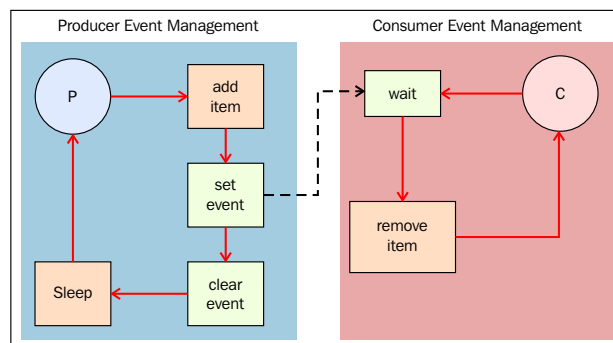 Producer Event Management
Consumer Event Management
P
add
item
wait
C
set
event
remove
item
Sleep
clear
event